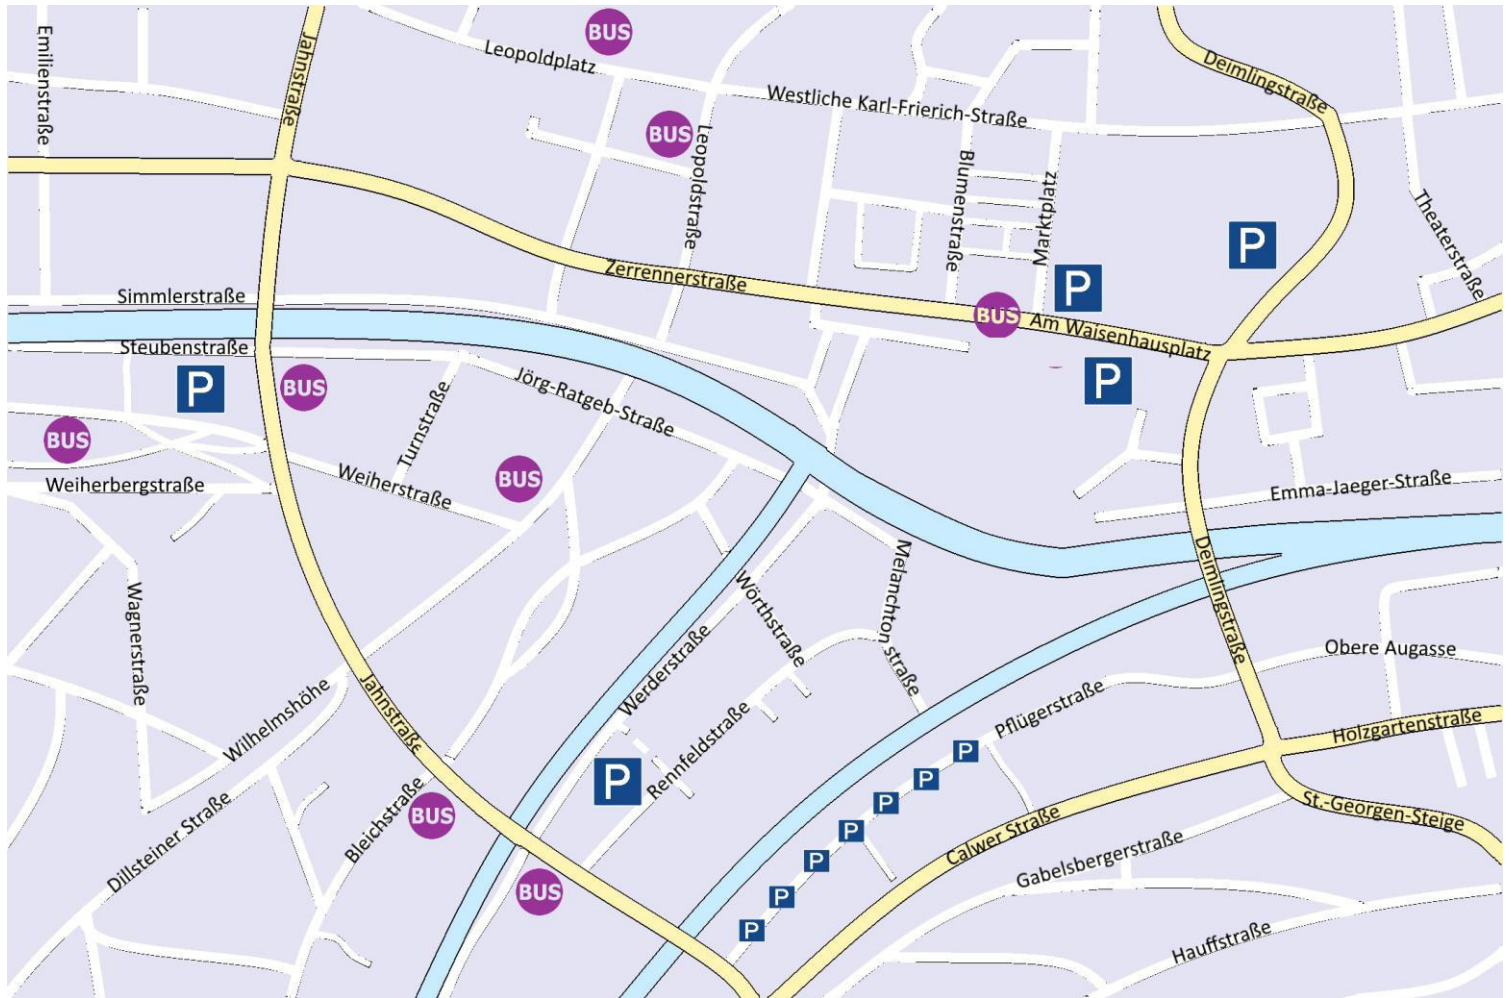 BUS
Emilienstraße
Jahnstraße
Leopoldplatz
Deimlingstraße
Westliche Karl-Frierich-Straße
BUS
Leopoldstraße
Blumenstraße
Marktplatz
Theaterstraße
P
Zerrennerstraße
P
Simmlerstraße
BUS
Am Waisenhausplatz
Steubenstraße
P
BUS
Jörg-Ratgeb-Straße
P
Turnstraße
BUS
Weiherstraße
BUS
Weiherbergstraße
Emma-Jaeger-Straße
Melanchton straße
Deimlingstraße
Wagnerstraße
Wörthstraße
Werderstraße
Obere Augasse
Wilhelmshöhe
Jahnstraße
Pflügerstraße
Holzgartenstraße
Rennfeldstraße
P
P
P
P
P
P
P
P
BUS
Bleichstraße
Dillsteiner Straße
Calwer Straße
St.-Georgen-Steige
Gabelsbergerstraße
BUS
Hauffstraße